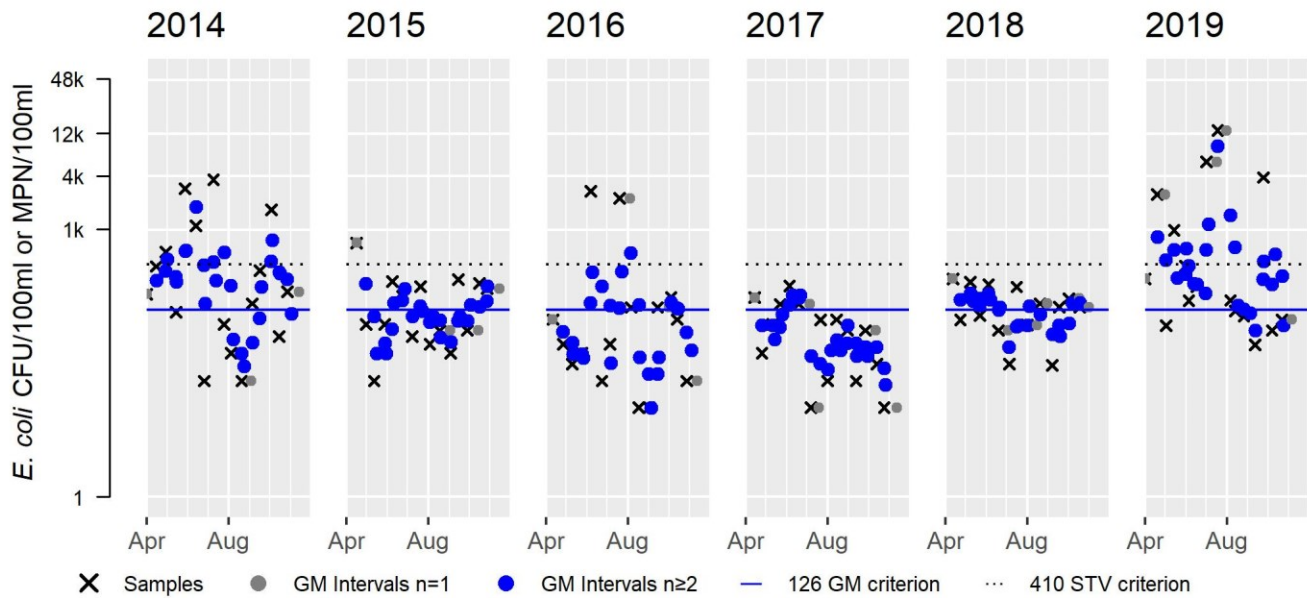 2014 2015 2016 2017 2018 2019
E. coli CFU/100ml or MPN/100ml
48k
12k
4k
1k
1
Apr Aug Apr Aug Apr Aug Apr Aug Apr Aug Apr Aug
Samples GM Intervals n=1 GM Intervals n≥2 126 GM criterion 410 STV criterion